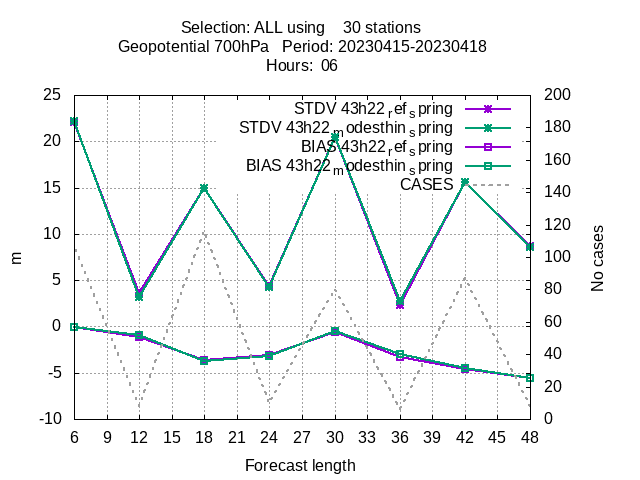 Selection: ALL using    30 stations
Geopotential 700hPa   Period: 20230415-20230418
Hours:  06
STDV 43h22_ref_spring
STDV 43h22_modesthin_spring
BIAS 43h22_ref_spring
BIAS 43h22_modesthin_spring
CASES
25
20
15
10
5
0
-5
-10
m
200
180
160
140
120
100
80
60
40
20
0
No cases
6 9 12 15 18 21 24 27 30 33 36 39 42 45 48
Forecast length